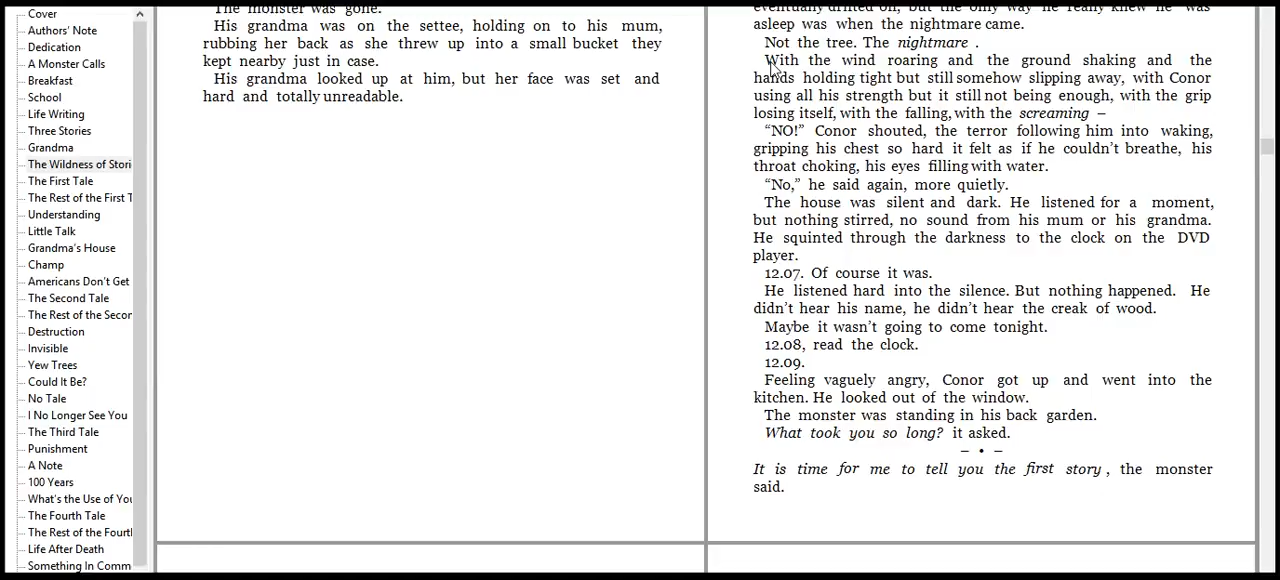 Cover
Authors' Note
Dedication
A Monster Calls
Breakfast
School
Life Writing
Three Stories
Grandma
The Wildness of Stori
The First Tale
The Rest of the First T
Understanding
Little Talk
Grandma's House
Champ
Americans Don't Get
The Second Tale
The Rest of the Secor
Destruction
Invisible
Yew Trees
Could It Be?
No Tale
I No Longer See You
The Third Tale
Punishment
A Note
100 Years
What's the Use of You
The Fourth Tale
The Rest of the Fourth
Life After Death
Something In Comm
The monster was gone.
His grandma was on the settee, holding on to his mum,
rubbing her back as she threw up into a small bucket they
kept nearby just in case.
His grandma looked up at him, but her face was set and
hard and totally unreadable.
eventually drifted off, but the only way he really knew he was
asleep was when the nightmare came.
Not the tree. The nightmare .
With the wind roaring and the ground shaking and the
hands holding tight but still somehow slipping away, with Conor
using all his strength but it still not being enough, with the grip
losing itself, with the falling, with the screaming –
“NO!” Conor shouted, the terror following him into waking,
gripping his chest so hard it felt as if he couldn’t breathe, his
throat choking, his eyes filling with water.
“No,” he said again, more quietly.
The house was silent and dark. He listened for a moment,
but nothing stirred, no sound from his mum or his grandma.
He squinted through the darkness to the clock on the DVD
player.
12.07. Of course it was.
He listened hard into the silence. But nothing happened. He
didn’t hear his name, he didn’t hear the creak of wood.
Maybe it wasn’t going to come tonight.
12.08, read the clock.
12.09.
Feeling vaguely angry, Conor got up and went into the
kitchen. He looked out of the window.
The monster was standing in his back garden.
What took you so long? it asked.
– • –
It is time for me to tell you the first story , the monster
said.